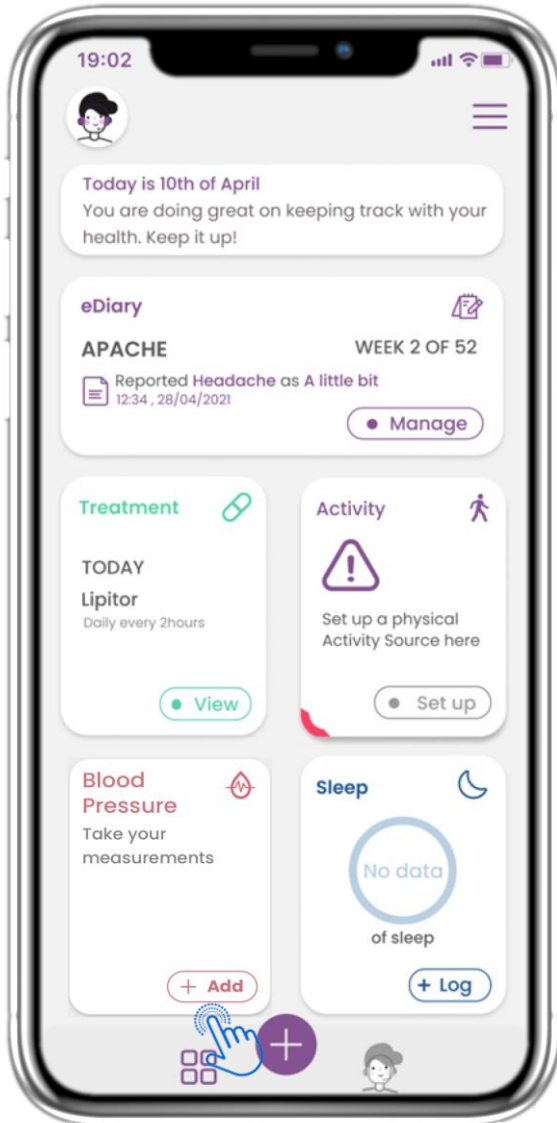 19:02
Today is 10th of April
You are doing great on keeping track with your
health. Keep it up!
eDiary
APACHE
WEEK 2 OF 52
Reported Headache as A little bit
12:34 , 28/04/2021
Manage
Treatment
TODAY
Lipitor
Daily every 2hours
View
Activity
Set up a physical
Activity Source here
Set up
Blood
Pressure
Take your
measurements
+ Add
Sleep
No data
of sleep
+ Log